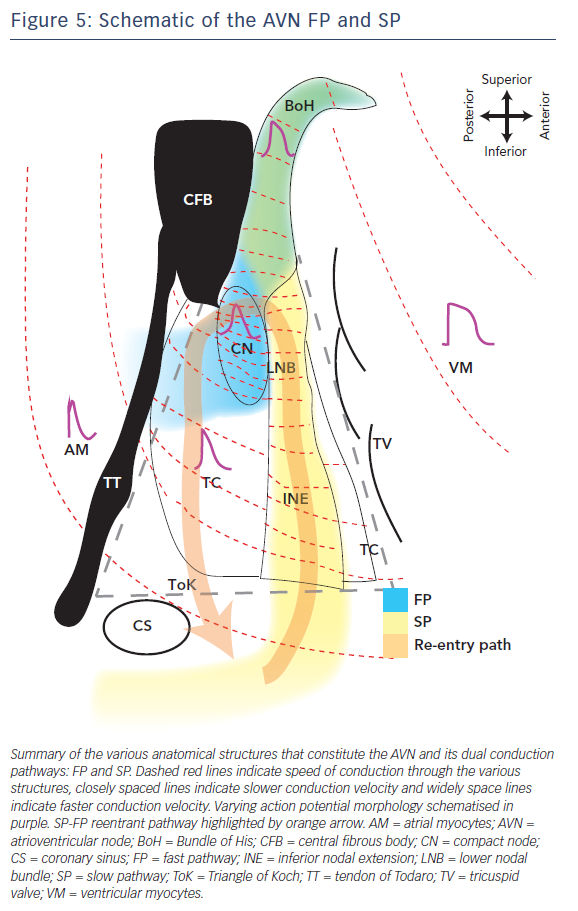 Figure 5: Schematic of the AVN FP and SP
Superior
Posterior
Anterior
Inferior
BoH
CFB
CN
LNB
VM
AM
TV
TT
TC
INE
TC
ToK
CS
FP
SP
Re-entry path
Summary of the various anatomical structures that constitute the AVN and its dual conduction
pathways: FP and SP. Dashed red lines indicate speed of conduction through the various
structures, closely spaced lines indicate slower conduction velocity and widely space lines
indicate faster conduction velocity. Varying action potential morphology schematised in
purple. SP-FP reentrant pathway highlighted by orange arrow. AM = atrial myocytes; AVN =
atrioventricular node; BoH = Bundle of His; CFB = central fibrous body; CN = compact node;
CS = coronary sinus; FP = fast pathway; INE = inferior nodal extension; LNB = lower nodal
bundle; SP = slow pathway; ToK = Triangle of Koch; TT = tendon of Todaro; TV = tricuspid
valve; VM = ventricular myocytes.